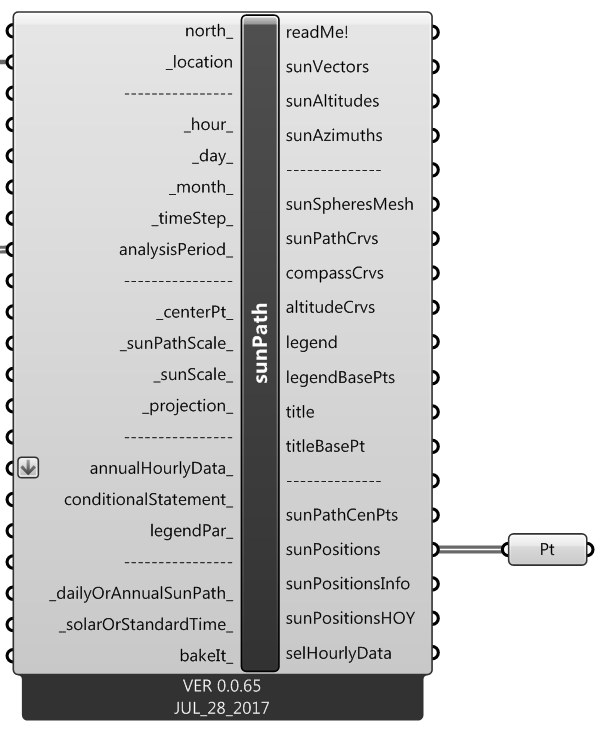 north_
_location
----------------
_hour_
_day_
_month_
_timeStep_
analysisPeriod_
----------------
_centerPt_
_sunPathScale_
_sunScale_
_projection_
----------------
annualHourlyData_
conditionalStatement_
legendPar_
----------------
_dailyOrAnnualSunPath_
_solarOrStandardTime_
bakeIt_
sunPath
readMe!
sunVectors
sunAltitudes
sunAzimuths
--------------
sunSpheresMesh
sunPathCrvs
compassCrvs
altitudeCrvs
legend
legendBasePts
title
titleBasePt
--------------
sunPathCenPts
sunPositions
sunPositionsInfo
sunPositionsHOY
selHourlyData
Pt
VER 0.0.65
JUL_28_2017